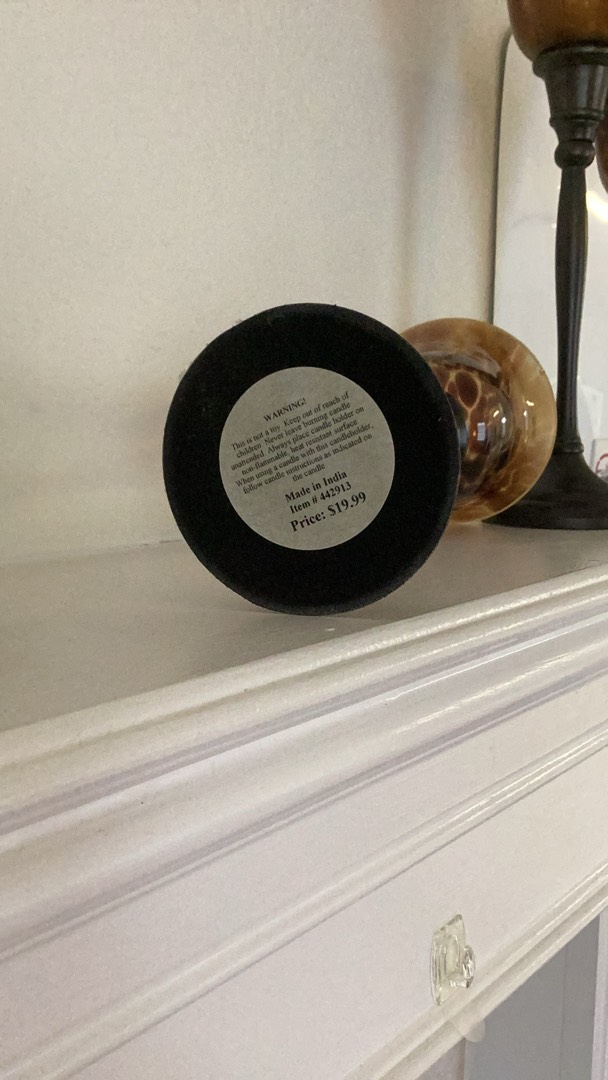 WARNING!
This is not a toy Keep out of reach of
children Never leave burning candle
unattended Always place candle holder on
non-flammable, heat resistant surface
When using a candle with this candleholder,
follow candle instructions as indicated on
the candle
Made in India
Item # 442913
Price: $19.99